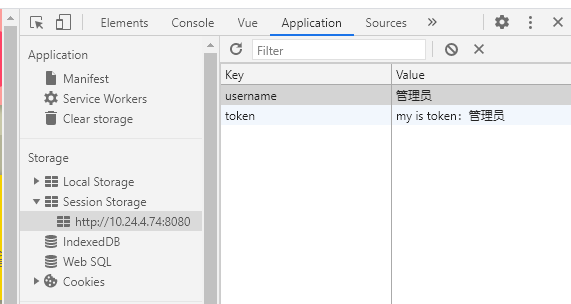 Elements Console Vue Application Sources »
Application
Manifest
Service Workers
Clear storage
Storage
Local Storage
Session Storage
http://10.24.4.74:8080
IndexedDB
Web SQL
Cookies
Filter
Key Value
username 管理员
token my is token：管理员